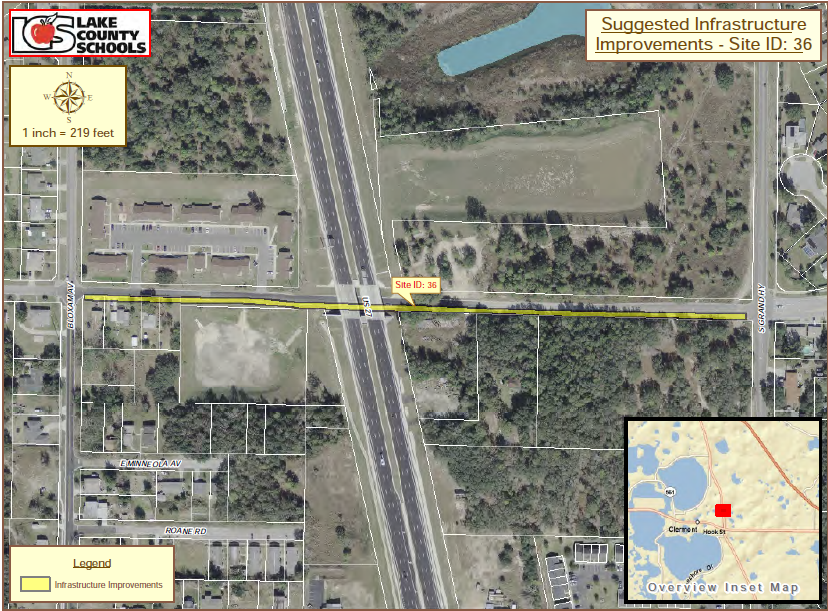 LCS
LAKE
COUNTY
SCHOOLS
Suggested Infrastructure
Improvements - Site ID: 36
N
W E
S
1 inch = 219 feet
Site ID: 36
US 27
BLOXAM AV
S GRAND HY
E MINNEOLA AV
ROANE RD
Legend
Infrastructure Improvements
561
Clermont
Hook St
Overview Inset Map